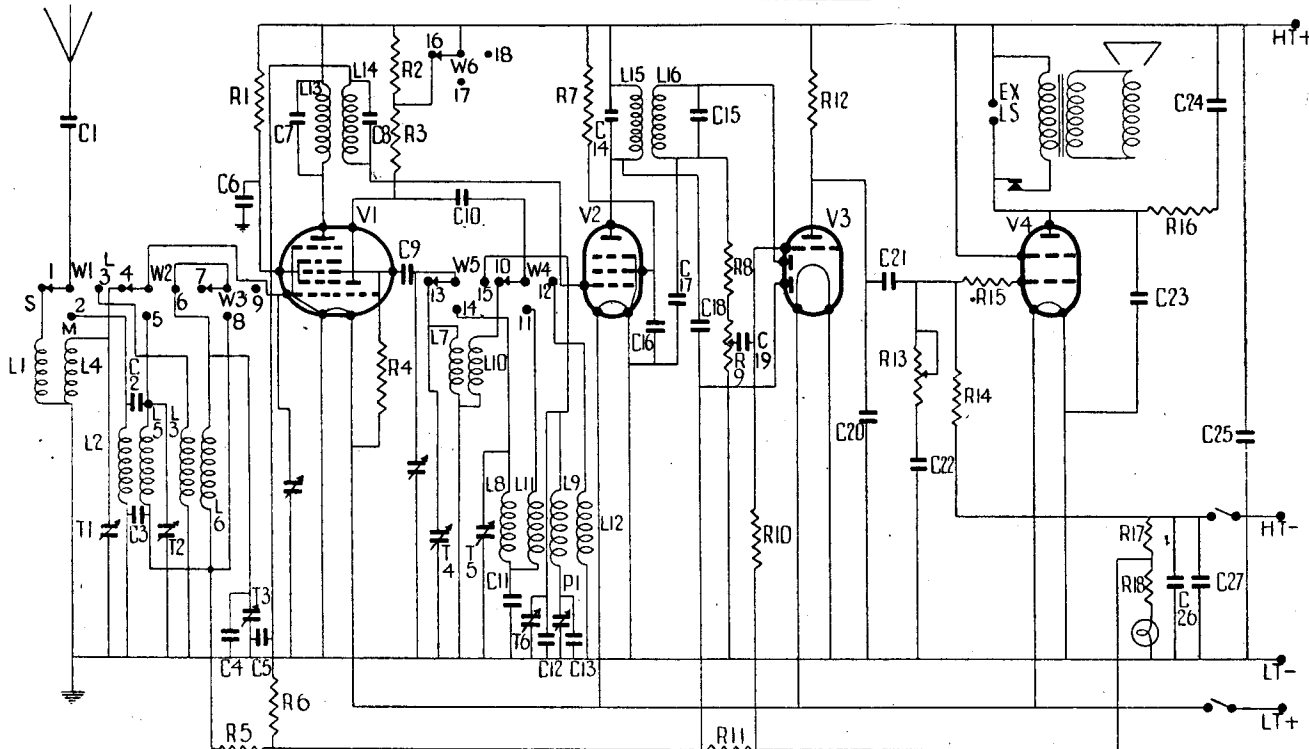 HT+
C1
R1
L13
L14
C7
C8
R2
R3
16
W6
18
17
C6
V1
C10
C9
R7
C
14
L15
L16
C15
V2
C
17
C16
C18
R8
R
9
C
19
R12
V3
C21
C20
R10
EX
LS
C24
V4
R16
C23
R15
R13
R14
C22
C25
S
1
W1
L
3
4
W2
6
7
W3
9
2
M
5
8
L1
L4
C
2
L2
L
5
L
3
L
6
C3
T1
T2
T3
C4
C5
R4
R5
R6
13
W5
15
10
W4
12
14
11
L7
L10
T
4
T
5
L8
L11
L9
L12
C11
T6
P1
C12
C13
R11
R17
R18
C
26
C27
HT-
LT-
LT+